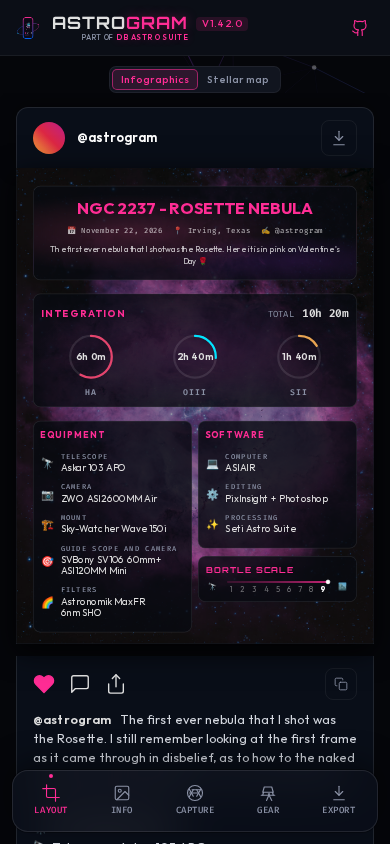 ASTROGRAM V1.42.0
PART OF DB ASTRO SUITE
Infographics Stellar map
@astrogram
NGC 2237 - ROSETTE NEBULA
November 22, 2026 Irving, Texas @astrogram
The first ever nebula that I shot was the Rosette. Here it is in pink on Valentine's
Day
INTEGRATION TOTAL 10h 20m
6h 0m 2h 40m 1h 40m
HA OIII SII
EQUIPMENT
TELESCOPE
Askar 103 APO
CAMERA
ZWO ASI2600MM Air
MOUNT
Sky-Watcher Wave 150i
GUIDE SCOPE AND CAMERA
SVBony SV106 60mm+
ASI120MM Mini
FILTERS
Astronomik MaxFR
6nm SHO
SOFTWARE
COMPUTER
ASIAIR
EDITING
PixInsight + Photoshop
PROCESSING
Seti Astro Suite
BORTLE SCALE
1 2 3 4 5 6 7 8 9
@astrogram The first ever nebula that I shot was
the Rosette. I still remember looking at the first frame
as it came through in disbelief, as to how to the naked
LAYOUT INFO CAPTURE GEAR EXPORT